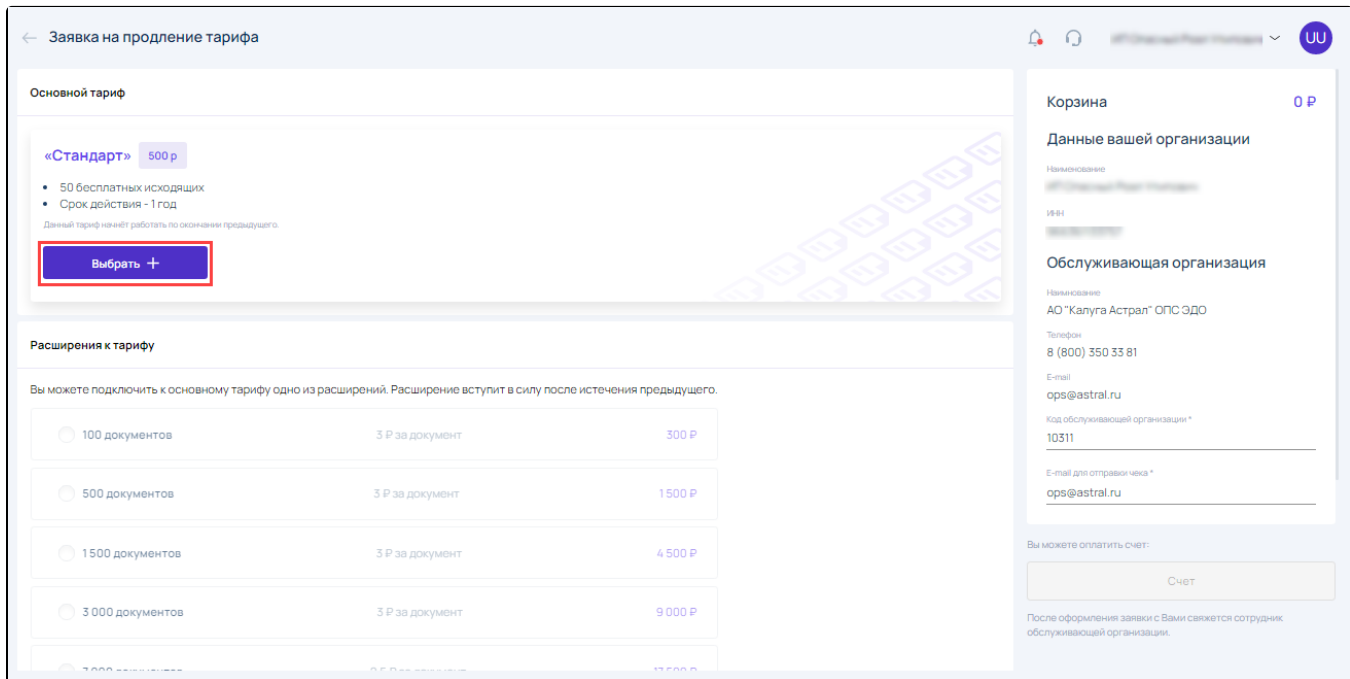 Заявка на продление тарифа
UU
Основной тариф
«Стандарт» 500 р
50 бесплатных исходящих
Срок действия - 1 год
Данный тариф начнёт работать по окончании предыдущего.
Выбрать +
Расширения к тарифу
Вы можете подключить к основному тарифу одно из расширений. Расширение вступит в силу после истечения предыдущего.
100 документов 3 ₽ за документ 300 ₽
500 документов 3 ₽ за документ 1 500 ₽
1 500 документов 3 ₽ за документ 4 500 ₽
3 000 документов 3 ₽ за документ 9 000 ₽
Корзина 0 ₽
Данные вашей организации
Наименование
ИНН
Обслуживающая организация
Наимнование
АО "Калуга Астрал" ОПС ЭДО
Телефон
8 (800) 350 33 81
E-mail
ops@astral.ru
Код обслуживающей организации *
10311
E-mail для отправки чека *
ops@astral.ru
Вы можете оплатить счет:
Счет
После оформления заявки с Вами свяжется сотрудник
обслуживающей организации.